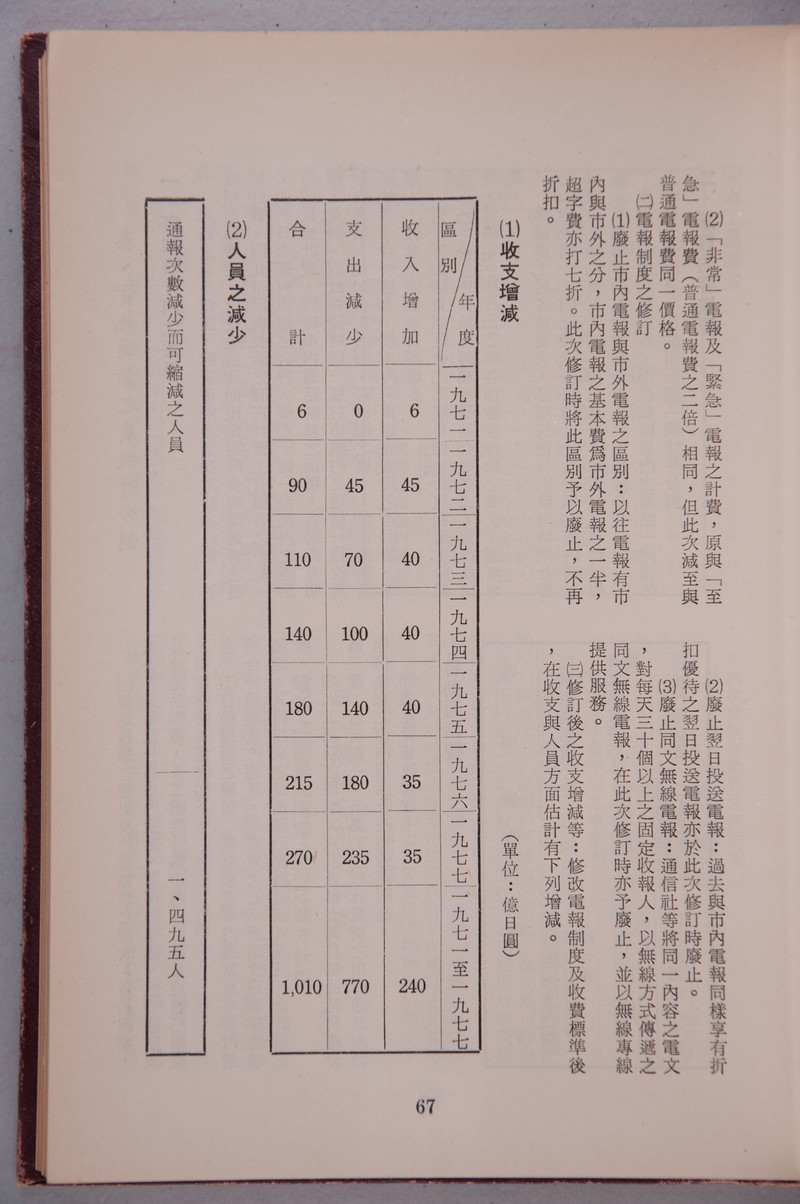 (2)「非常」電報及「緊急」電報之計費，原與「至
急」電報費（普通電報費之二倍）相同，但此次減至與
普通電報費同一價格。
㈡電報制度之修訂
(1)廢止市內電報與市外電報之區別：以往電報有市
內與市外之分，市內電報之基本費爲市外電報之一半，
超字費亦打七折。此次修訂時將此區別予以廢止，不再
折扣。
(2)廢止翌日投送電報：過去與市內電報同樣享有折
扣優待之翌日投送電報亦於此次修訂時廢止。
(3)廢止同文無線電報：通信社等將同一內容之電文
，對每天三十個以上之固定收報人，以無線方式傳遞之
同文無線電報，在此次修訂時亦予廢止，並以無線專線
提供服務。
㈢修訂後之收支增減等：修改電報制度及收費標準後
，在收支與人員方面估計有下列增減。
(1)收支增減
（單位：億日圓）
區別 年度 一九七一 一九七二 一九七三 一九七四 一九七五 一九七六 一九七七 一九七一至一九七七
收入增加 6 45 40 40 40 35 35 240
支出減少 0 45 70 100 140 180 235 770
合計 6 90 110 140 180 215 270 1,010
(2)人員之減少
通報次數減少而可縮減之人員 一、四九五人
67